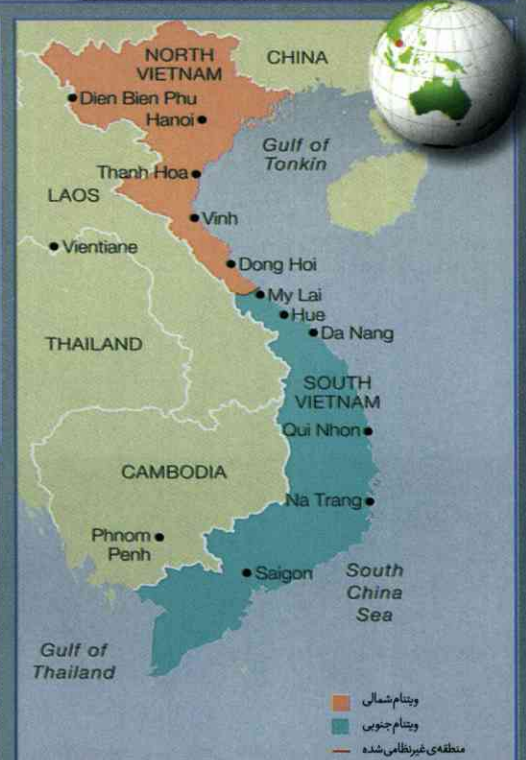 NORTH
VIETNAM
CHINA
Dien Bien Phu
Hanoi
Gulf of
Tonkin
Thanh Hoa
LAOS
Vinh
Vientiane
Dong Hoi
My Lai
Hue
Da Nang
THAILAND
SOUTH
VIETNAM
Qui Nhon
CAMBODIA
Na Trang
Phnom
Penh
Saigon
South
China
Sea
Gulf of
Thailand
ویتنام‌شمالی
ویتنام‌جنوبی
منطقه‌ی‌غیرنظامی‌شده